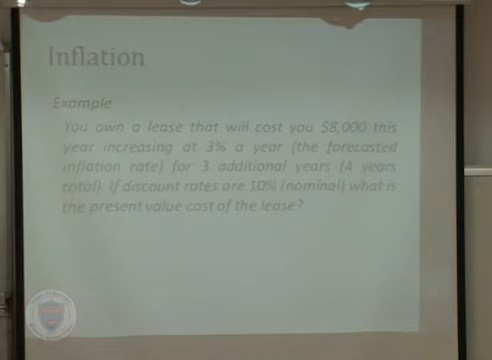 Inflation
Example
You own a lease that will cost you $8,000 this
year increasing at 3% a year (the forecasted
inflation rate) for 3 additional years (4 years
total). If discount rates are 10% (nominal) what is
the present value cost of the lease?